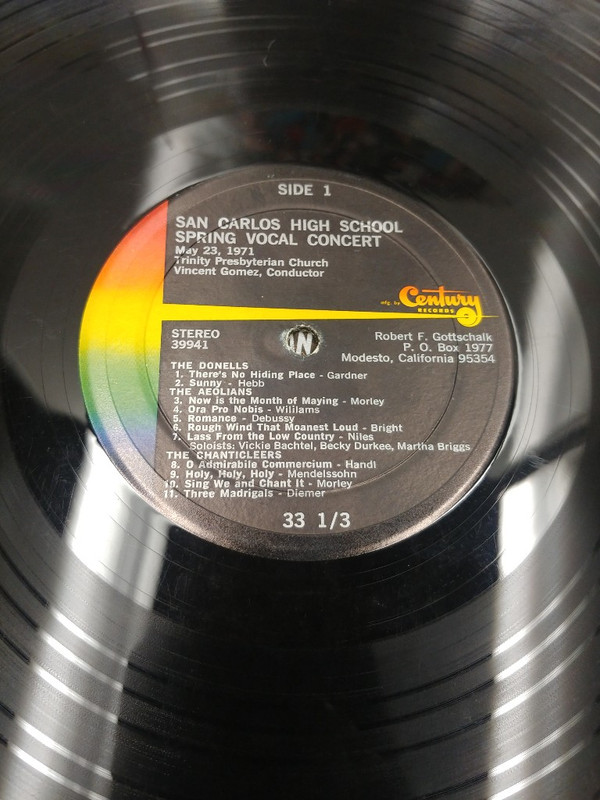 SIDE 1
SAN CARLOS HIGH SCHOOL
SPRING VOCAL CONCERT
May 23, 1971
Trinity Presbyterian Church
Vincent Gomez, Conductor
mfg. by Century
RECORDS
STEREO
39941
Robert F. Gottschalk
P. O. Box 1977
Modesto, California 95354
THE DONELLS
1. There's No Hiding Place - Gardner
2. Sunny - Hebb
THE AEOLIANS
3. Now is the Month of Maying - Morley
4. Ora Pro Nobis - Williams
5. Romance - Debussy
6. Rough Wind That Moanest Loud - Bright
7. Lass From the Low Country - Niles
Soloists: Vickie Bachtel, Becky Durkee, Martha Briggs
THE CHANTICLEERS
8. O Admirabile Commercium - Handl
9. Holy, Holy, Holy - Mendelssohn
10. Sing We and Chant It - Morley
11. Three Madrigals - Diemer
33 1/3